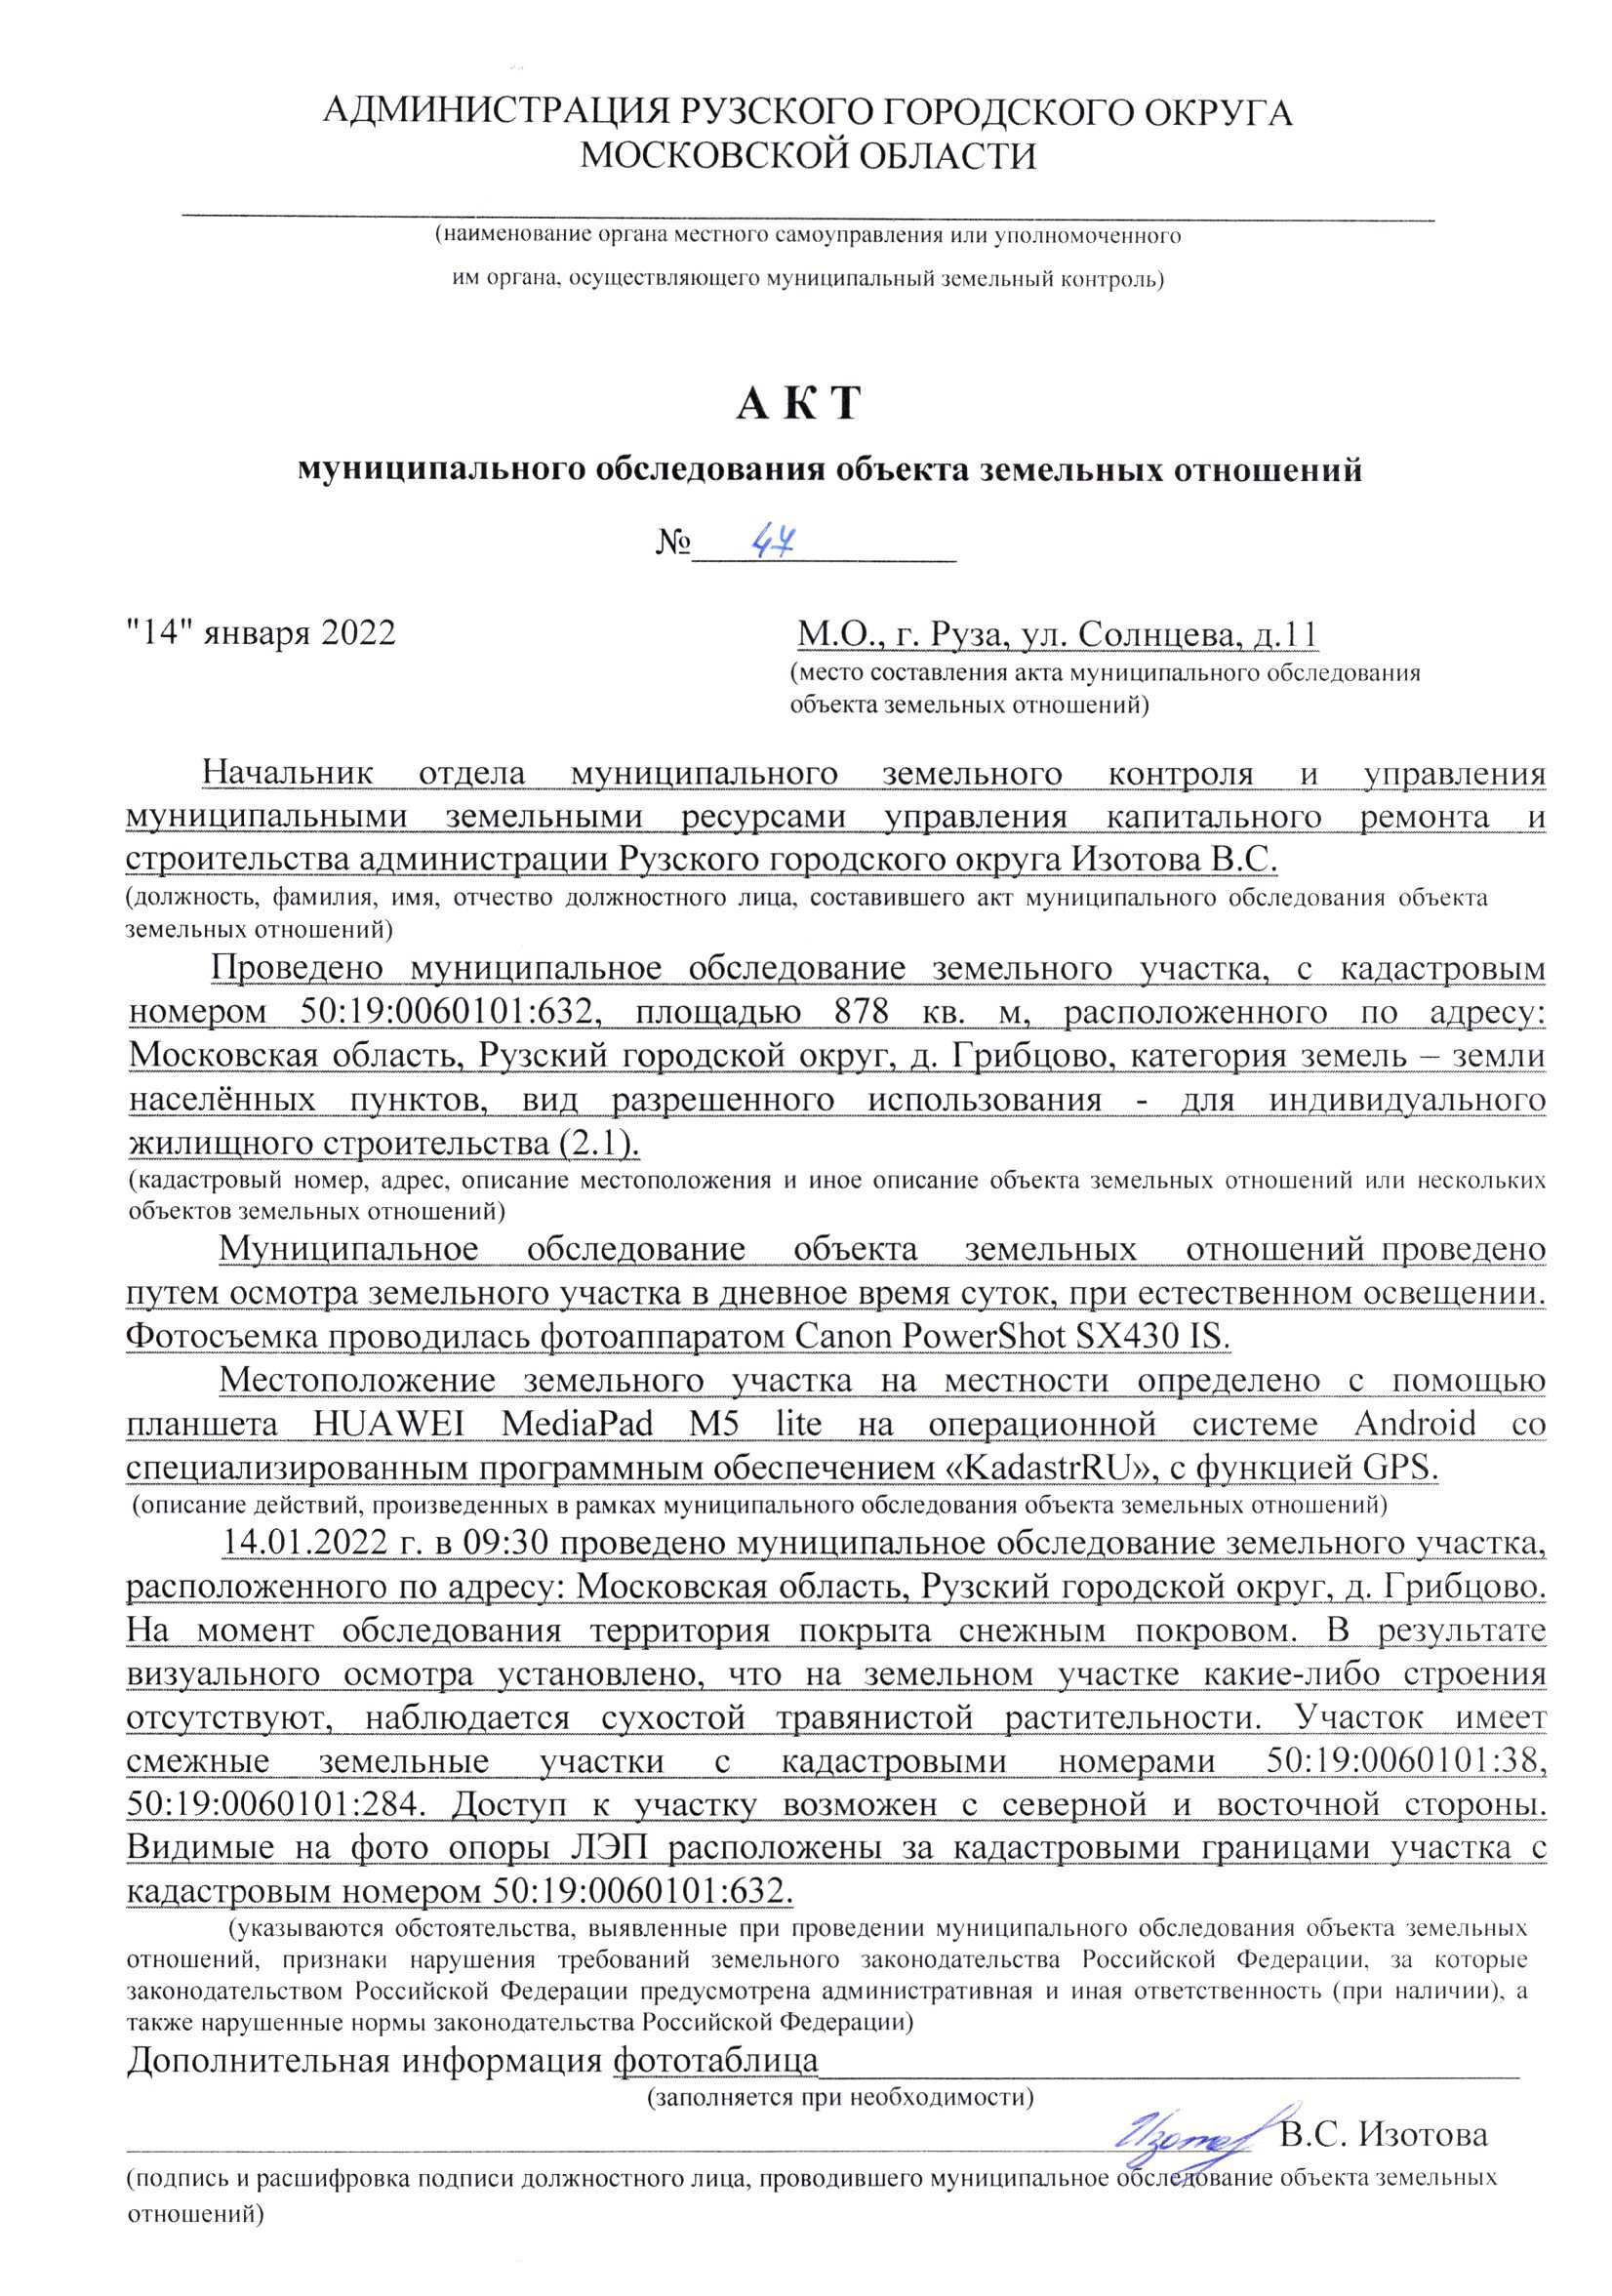 АДМИНИСТРАЦИЯ РУЗСКОГО ГОРОДСКОГО ОКРУГА
МОСКОВСКОЙ ОБЛАСТИ
(наименование органа местного самоуправления или уполномоченного
им органа, осуществляющего муниципальный земельный контроль)
А К Т
муниципального обследования объекта земельных отношений
№ 47
"14" января 2022
М.О., г. Руза, ул. Солнцева, д.11
(место составления акта муниципального обследования
объекта земельных отношений)
Начальник отдела муниципального земельного контроля и управления
муниципальными земельными ресурсами управления капитального ремонта и
строительства администрации Рузского городского округа Изотова В.С.
(должность, фамилия, имя, отчество должностного лица, составившего акт муниципального обследования объекта
земельных отношений)
Проведено муниципальное обследование земельного участка, с кадастровым
номером 50:19:0060101:632, площадью 878 кв. м, расположенного по адресу:
Московская область, Рузский городской округ, д. Грибцово, категория земель – земли
населённых пунктов, вид разрешенного использования - для индивидуального
жилищного строительства (2.1).
(кадастровый номер, адрес, описание местоположения и иное описание объекта земельных отношений или нескольких
объектов земельных отношений)
Муниципальное обследование объекта земельных отношений проведено
путем осмотра земельного участка в дневное время суток, при естественном освещении.
Фотосъемка проводилась фотоаппаратом Canon PowerShot SX430 IS.
Местоположение земельного участка на местности определено с помощью
планшета HUAWEI MediaPad M5 lite на операционной системе Android со
специализированным программным обеспечением «KadastrRU», с функцией GPS.
(описание действий, произведенных в рамках муниципального обследования объекта земельных отношений)
14.01.2022 г. в 09:30 проведено муниципальное обследование земельного участка,
расположенного по адресу: Московская область, Рузский городской округ, д. Грибцово.
На момент обследования территория покрыта снежным покровом. В результате
визуального осмотра установлено, что на земельном участке какие-либо строения
отсутствуют, наблюдается сухостой травянистой растительности. Участок имеет
смежные земельные участки с кадастровыми номерами 50:19:0060101:38,
50:19:0060101:284. Доступ к участку возможен с северной и восточной стороны.
Видимые на фото опоры ЛЭП расположены за кадастровыми границами участка с
кадастровым номером 50:19:0060101:632.
(указываются обстоятельства, выявленные при проведении муниципального обследования объекта земельных
отношений, признаки нарушения требований земельного законодательства Российской Федерации, за которые
законодательством Российской Федерации предусмотрена административная и иная ответственность (при наличии), а
также нарушенные нормы законодательства Российской Федерации)
Дополнительная информация фототаблица
(заполняется при необходимости)
Изотов В.С. Изотова
(подпись и расшифровка подписи должностного лица, проводившего муниципальное обследование объекта земельных
отношений)